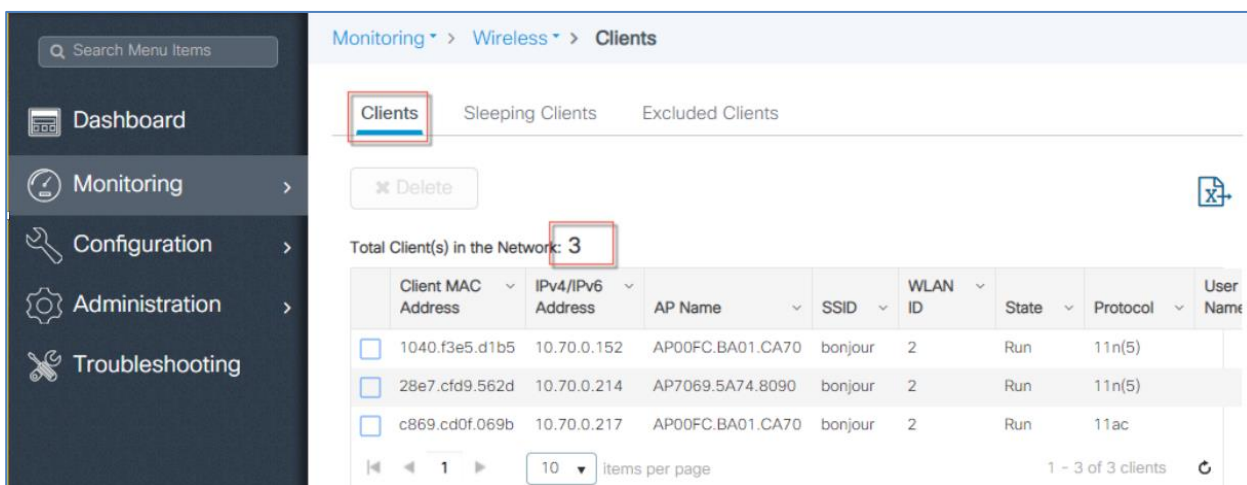 Search Menu Items
Dashboard
Monitoring
Configuration
Administration
Troubleshooting
Monitoring > Wireless > Clients
Clients Sleeping Clients Excluded Clients
Delete
Total Client(s) in the Network: 3
Client MAC Address IPv4/IPv6 Address AP Name SSID WLAN ID State Protocol User Name
1040.f3e5.d1b5 10.70.0.152 AP00FC.BA01.CA70 bonjour 2 Run 11n(5)
28e7.cfd9.562d 10.70.0.214 AP7069.5A74.8090 bonjour 2 Run 11n(5)
c869.cd0f.069b 10.70.0.217 AP00FC.BA01.CA70 bonjour 2 Run 11ac
1 10 items per page 1 - 3 of 3 clients